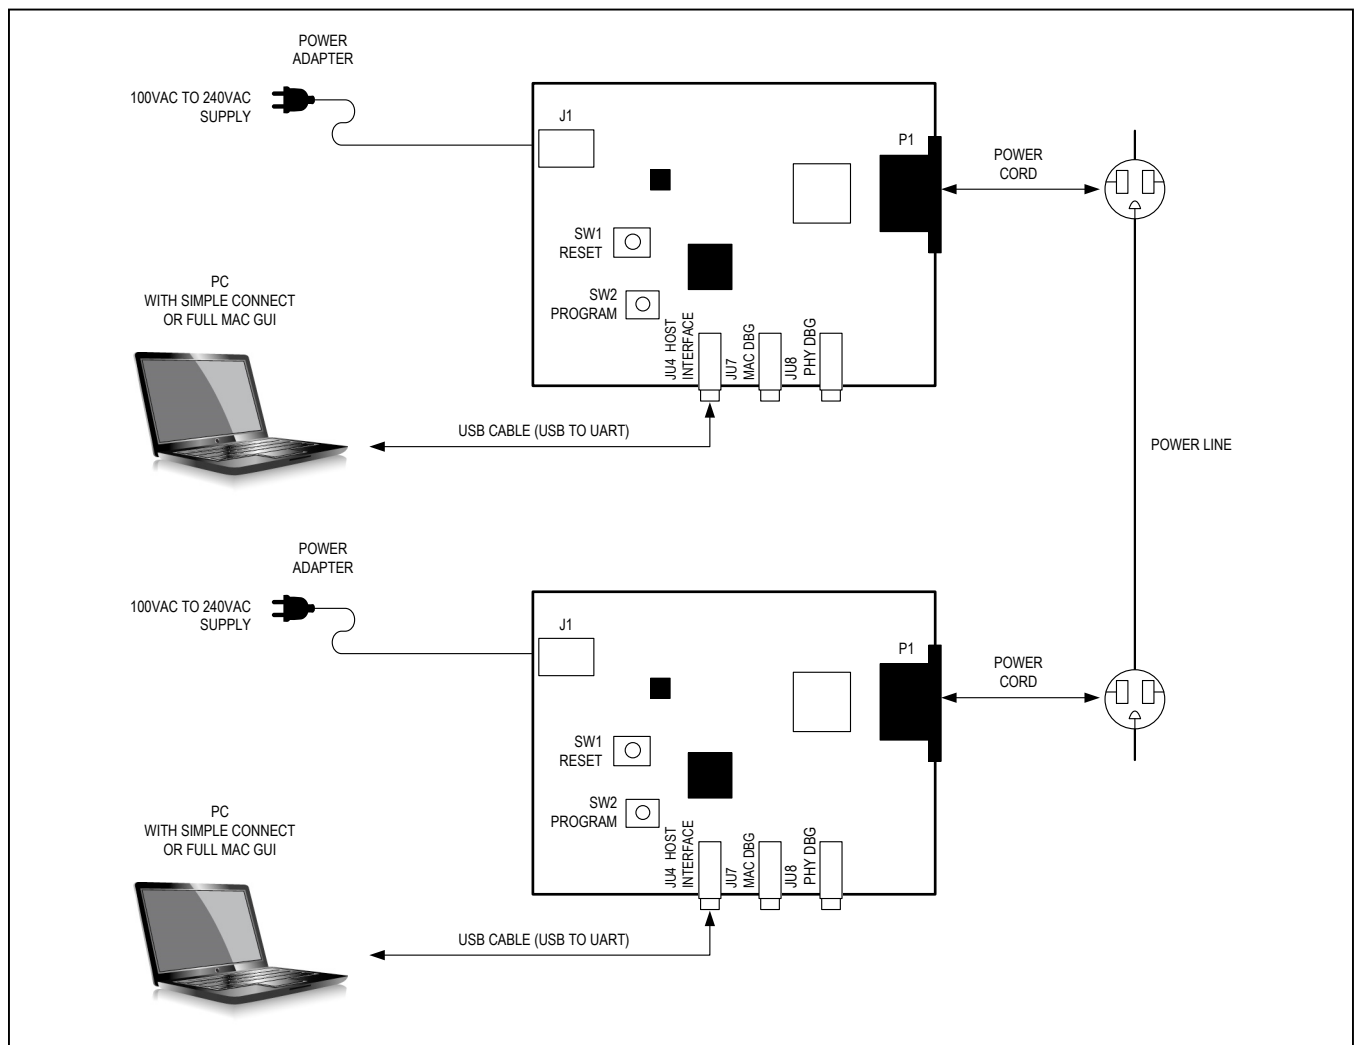 POWER
ADAPTER
100VAC TO 240VAC
SUPPLY
J1
P1
POWER
CORD
SW1
RESET
SW2
PROGRAM
PC
WITH SIMPLE CONNECT
OR FULL MAC GUI
JU4 HOST
INTERFACE
JU7
MAC DBG
JU8
PHY DBG
USB CABLE (USB TO UART)
POWER LINE
POWER
ADAPTER
100VAC TO 240VAC
SUPPLY
J1
P1
POWER
CORD
SW1
RESET
SW2
PROGRAM
PC
WITH SIMPLE CONNECT
OR FULL MAC GUI
JU4 HOST
INTERFACE
JU7
MAC DBG
JU8
PHY DBG
USB CABLE (USB TO UART)